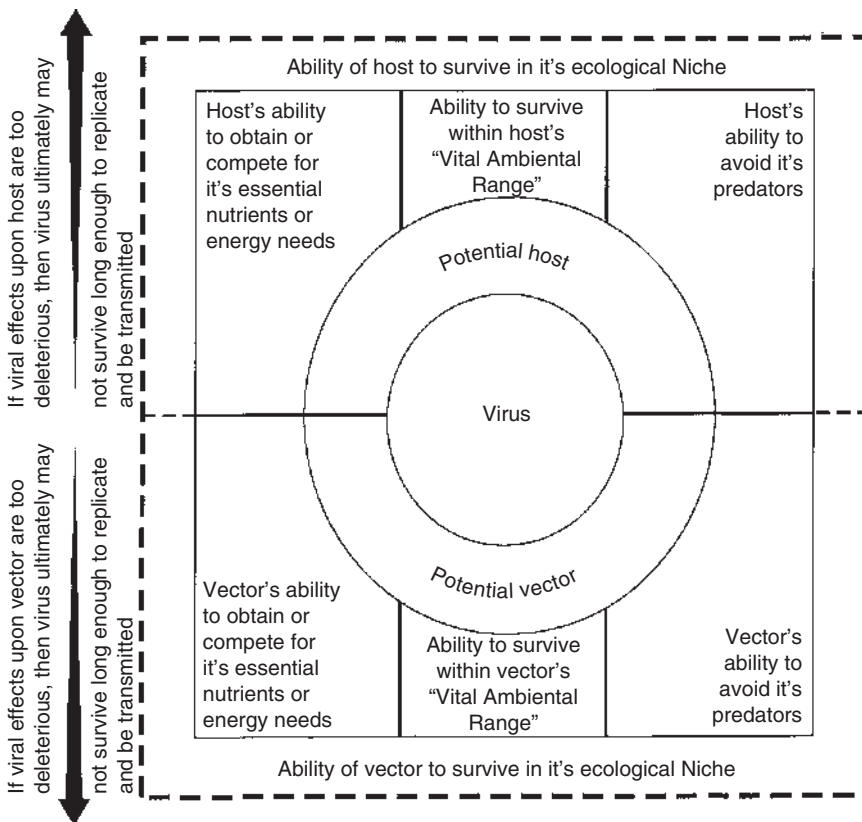 Ability of host to survive in it's ecological Niche
Host's ability
to obtain or
compete for
it's essential
nutrients or
energy needs
Ability to survive
within host's
“Vital Ambiental
Range”
Host's
ability to
avoid it's
predators
If viral effects upon host are too
deleterious, then virus ultimately may
not survive long enough to replicate
and be transmitted
Potential host
Virus
Potential vector
If viral effects upon vector are too
deleterious, then virus ultimately may
not survive long enough to replicate
and be transmitted
Vector's ability
to obtain or
compete for
it's essential
nutrients or
energy needs
Ability to survive
within vector's
“Vital Ambiental
Range”
Vector's
ability to
avoid it's
predators
Ability of vector to survive in it's ecological Niche